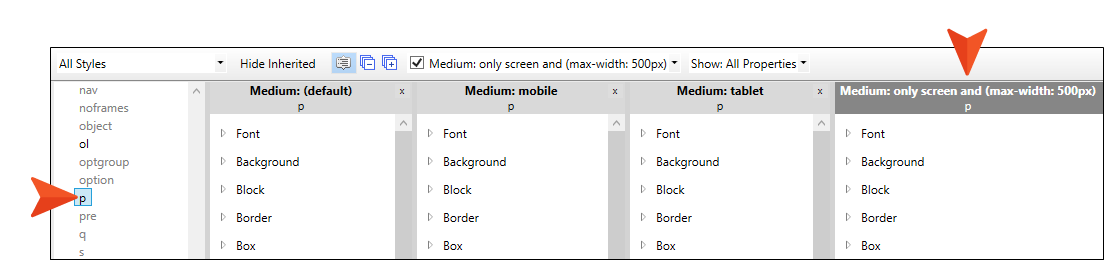 All Styles Hide Inherited Medium: only screen and (max-width: 500px) Show: All Properties
nav
noframes
object
ol
optgroup
option
p
pre
q
s
Medium: (default) x
p
Font
Background
Block
Border
Box
Medium: mobile x
p
Font
Background
Block
Border
Box
Medium: tablet x
p
Font
Background
Block
Border
Box
Medium: only screen and (max-width: 500px)
p
Font
Background
Block
Border
Box